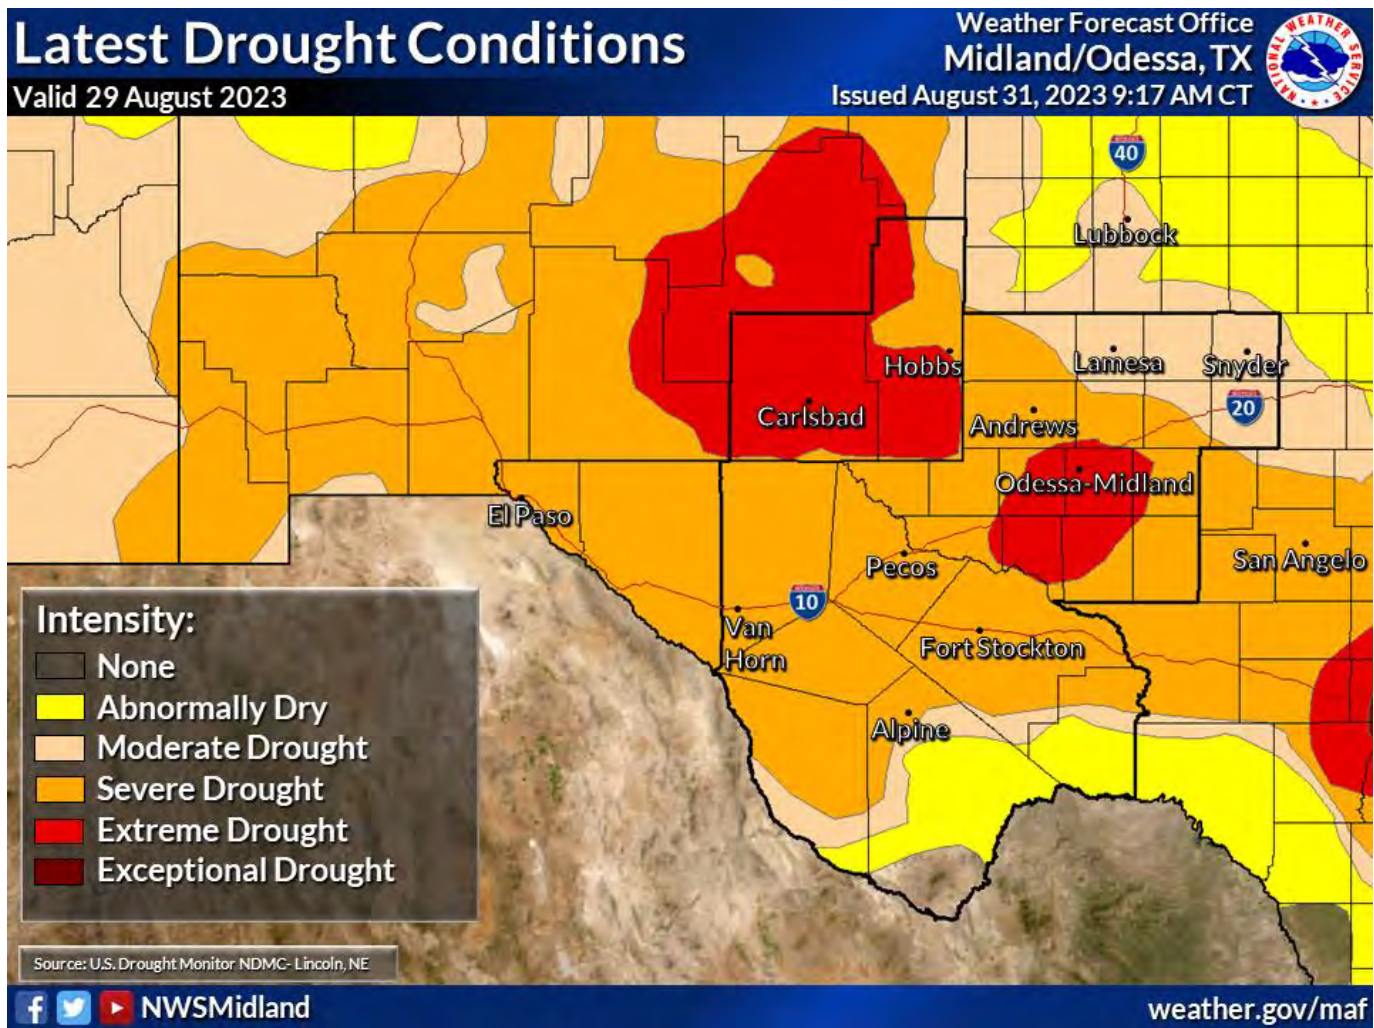 Latest Drought Conditions
Valid 29 August 2023
Weather Forecast Office
Midland/Odessa, TX
Issued August 31, 2023 9:17 AM CT
NATIONAL WEATHER SERVICE
40
Lubbock
Hobbs
Lamesa
Snyder
20
Carlsbad
Andrews
Odessa-Midland
El Paso
Pecos
San Angelo
10
Van
Horn
Fort Stockton
Alpine
Intensity:
None
Abnormally Dry
Moderate Drought
Severe Drought
Extreme Drought
Exceptional Drought
Source: U.S. Drought Monitor NDMC- Lincoln, NE
NWSMidland
weather.gov/maf